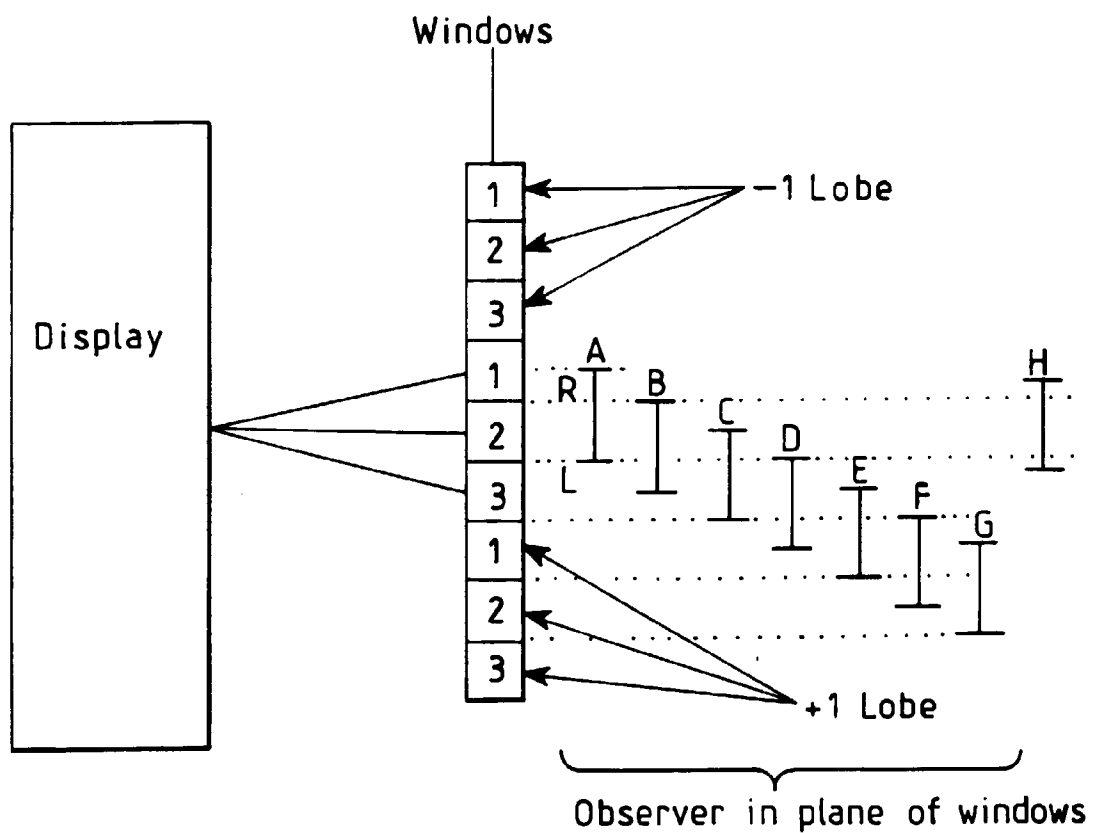 Windows
1
2
3
1
2
3
1
2
3
-1 Lobe
Display
A
R
B
L
C
D
E
F
G
H
+1 Lobe
Observer in plane of windows